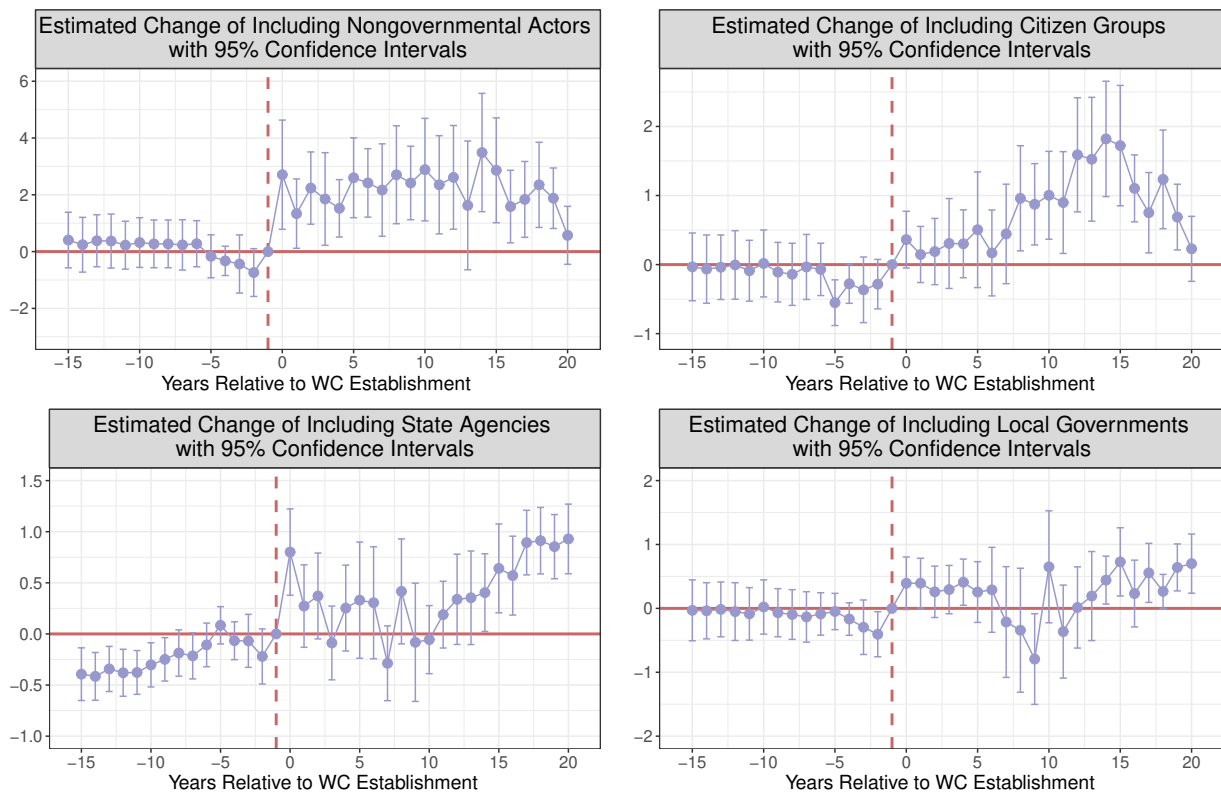 Estimated Change of Including Nongovernmental Actors
with 95% Confidence Intervals
6
4
2
0
−2
−15 −10 −5 0 5 10 15 20
Years Relative to WC Establishment
Estimated Change of Including Citizen Groups
with 95% Confidence Intervals
2
1
0
−1
−15 −10 −5 0 5 10 15 20
Years Relative to WC Establishment
Estimated Change of Including State Agencies
with 95% Confidence Intervals
1.5
1.0
0.5
0.0
−0.5
−1.0
−15 −10 −5 0 5 10 15 20
Years Relative to WC Establishment
Estimated Change of Including Local Governments
with 95% Confidence Intervals
2
1
0
−1
−2
−15 −10 −5 0 5 10 15 20
Years Relative to WC Establishment